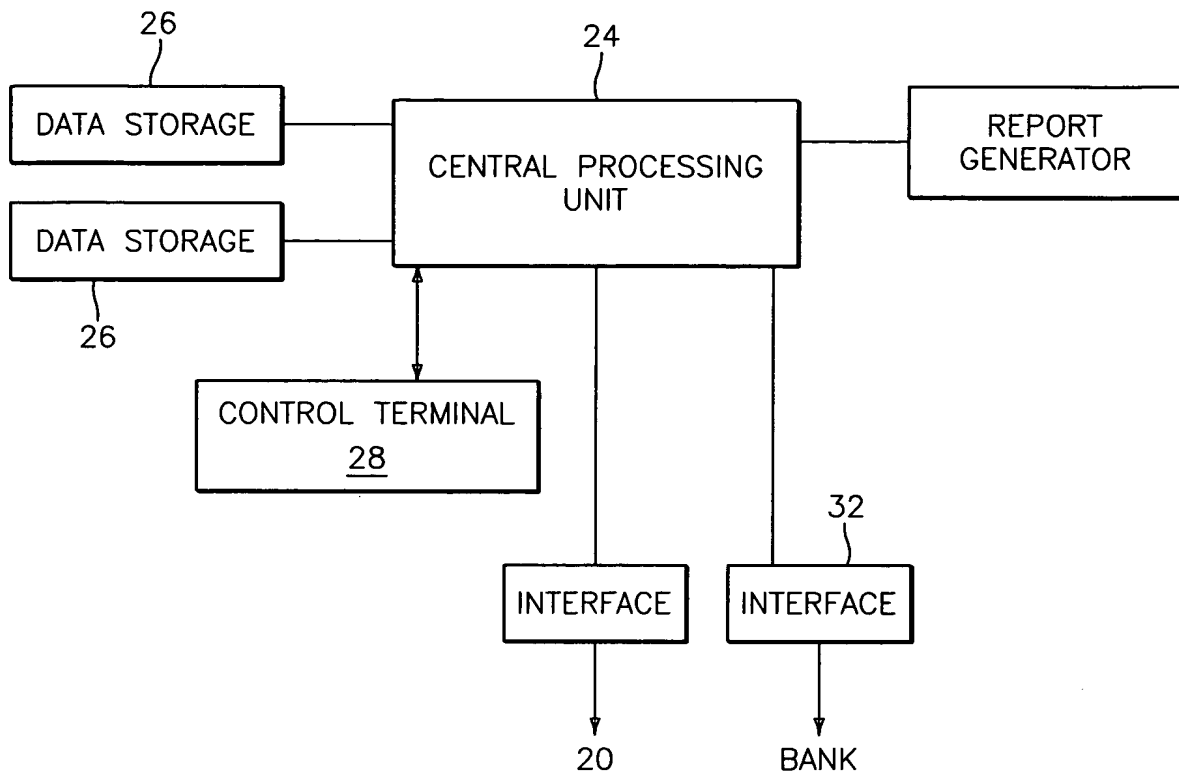 26
24
DATA STORAGE
CENTRAL PROCESSING
UNIT
REPORT
GENERATOR
DATA STORAGE
26
CONTROL TERMINAL
28
32
INTERFACE
INTERFACE
20
BANK